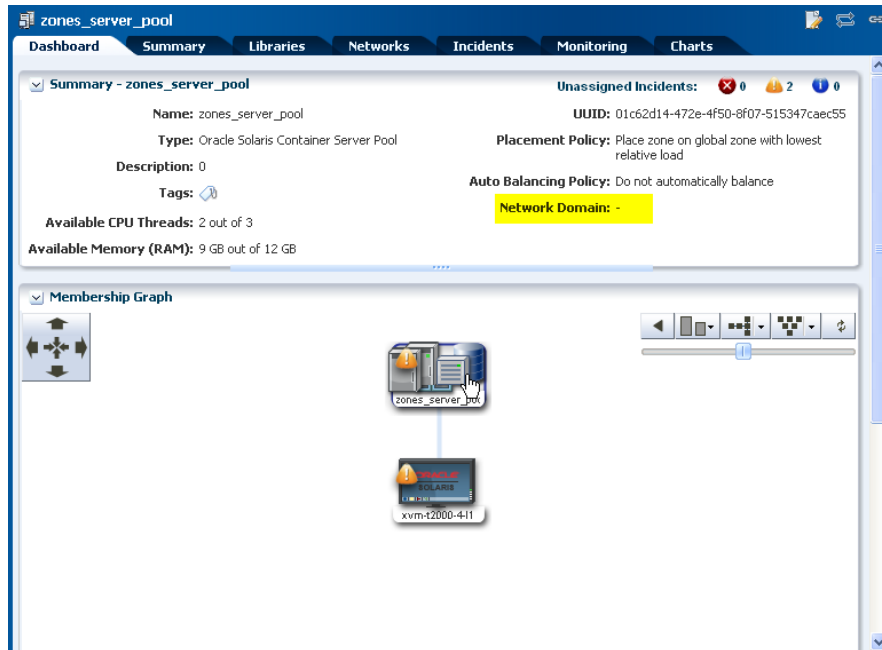 zones_server_pool
Dashboard Summary Libraries Networks Incidents Monitoring Charts
Summary - zones_server_pool
Unassigned Incidents: 0 2 0
Name: zones_server_pool
UUID: 01c62d14-472e-4f50-8f07-515347caec55
Type: Oracle Solaris Container Server Pool
Placement Policy: Place zone on global zone with lowest
relative load
Description: 0
Auto Balancing Policy: Do not automatically balance
Tags:
Network Domain: -
Available CPU Threads: 2 out of 3
Available Memory (RAM): 9 GB out of 12 GB
Membership Graph
zones_server_poo
ORACLE
SOLARIS
xvm-t2000-4-l1